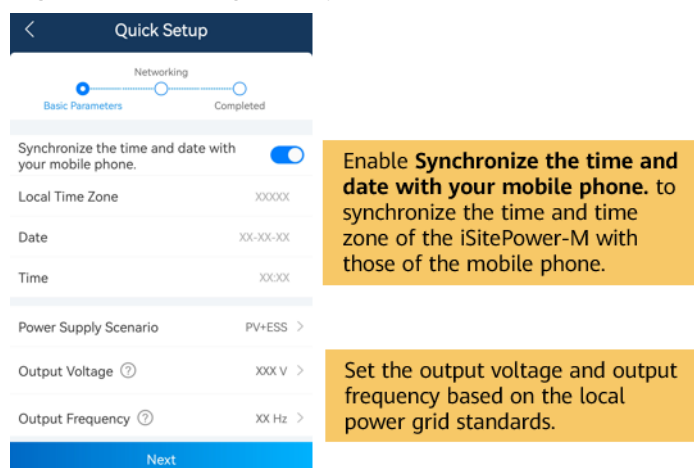 Quick Setup
Networking
Basic Parameters
Completed
Synchronize the time and date with
your mobile phone.
Local Time Zone
XXXXX
Date
XX-XX-XX
Time
XX:XX
Power Supply Scenario
PV+ESS
Output Voltage ?
XXX V
Output Frequency ?
XX Hz
Next
Enable Synchronize the time and
date with your mobile phone. to
synchronize the time and time
zone of the iSitePower-M with
those of the mobile phone.
Set the output voltage and output
frequency based on the local
power grid standards.